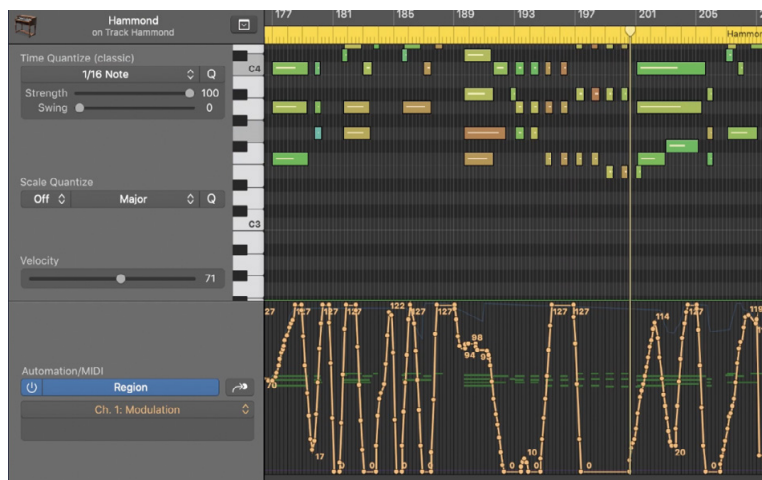 Hammond
on Track Hammond
177 181 185 189 193 197 201 205
Hammon
Time Quantize (classic)
1/16 Note Q
Strength 100
Swing 0
C4
Scale Quantize
Off Major Q
C3
Velocity
71
27 127 127 127 122 127 127 127 127 114 127 119
98
94 95
70
17 10 20
0 0 0 0 0
Automation/MIDI
Region
Ch. 1: Modulation